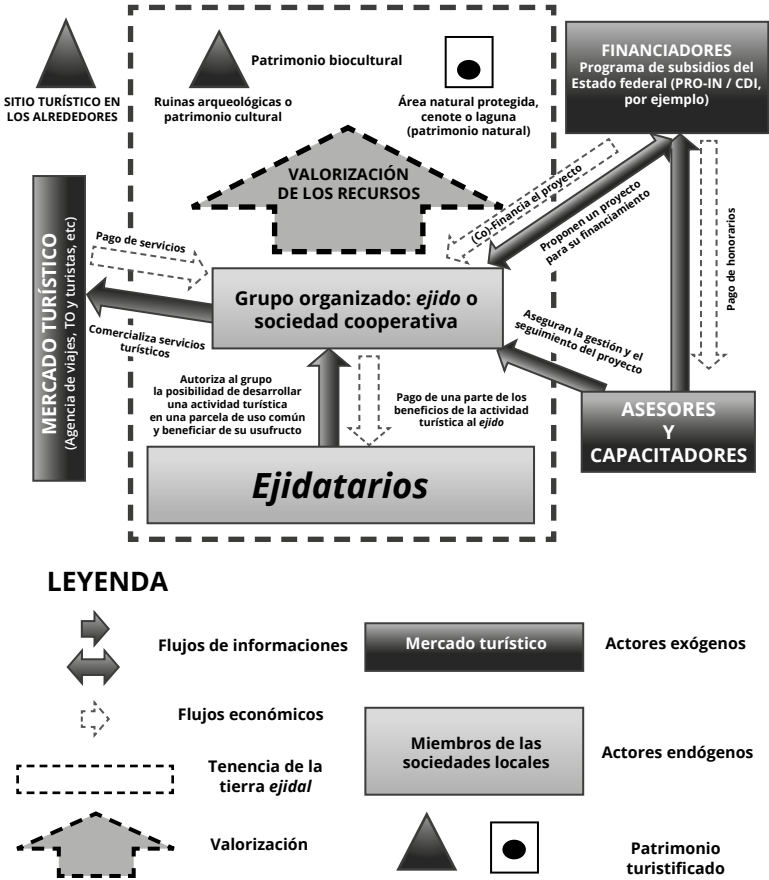 SITIO TURÍSTICO EN
LOS ALREDEDORES
Patrimonio biocultural
Ruinas arqueológicas o
patrimonio cultural
Área natural protegida,
cenote o laguna
(patrimonio natural)
FINANCIADORES
Programa de subsidios del
Estado federal (PRO-IN / CDI,
por ejemplo)
VALORIZACIÓN
DE LOS RECURSOS
(Co)-Financia el proyecto
Proponen un proyecto
para su financiamiento
Pago de honorarios
MERCADO TURÍSTICO
(Agencia de viajes, TO y turistas, etc)
Pago de servicios
Comercializa servicios
turísticos
Grupo organizado: ejido o
sociedad cooperativa
Aseguran la gestión y el
seguimiento del proyecto
Autoriza al grupo
la posibilidad de desarrollar
una actividad turística
en una parcela de uso común
y beneficiar de su usufructo
Pago de una parte de los
beneficios de la actividad
turística al ejido
ASESORES
Y
CAPACITADORES
Ejidatarios
LEYENDA
Flujos de informaciones
Mercado turístico
Actores exógenos
Flujos económicos
Miembros de las
sociedades locales
Actores endógenos
Tenencia de la
tierra ejidal
Valorización
Patrimonio
turistificado